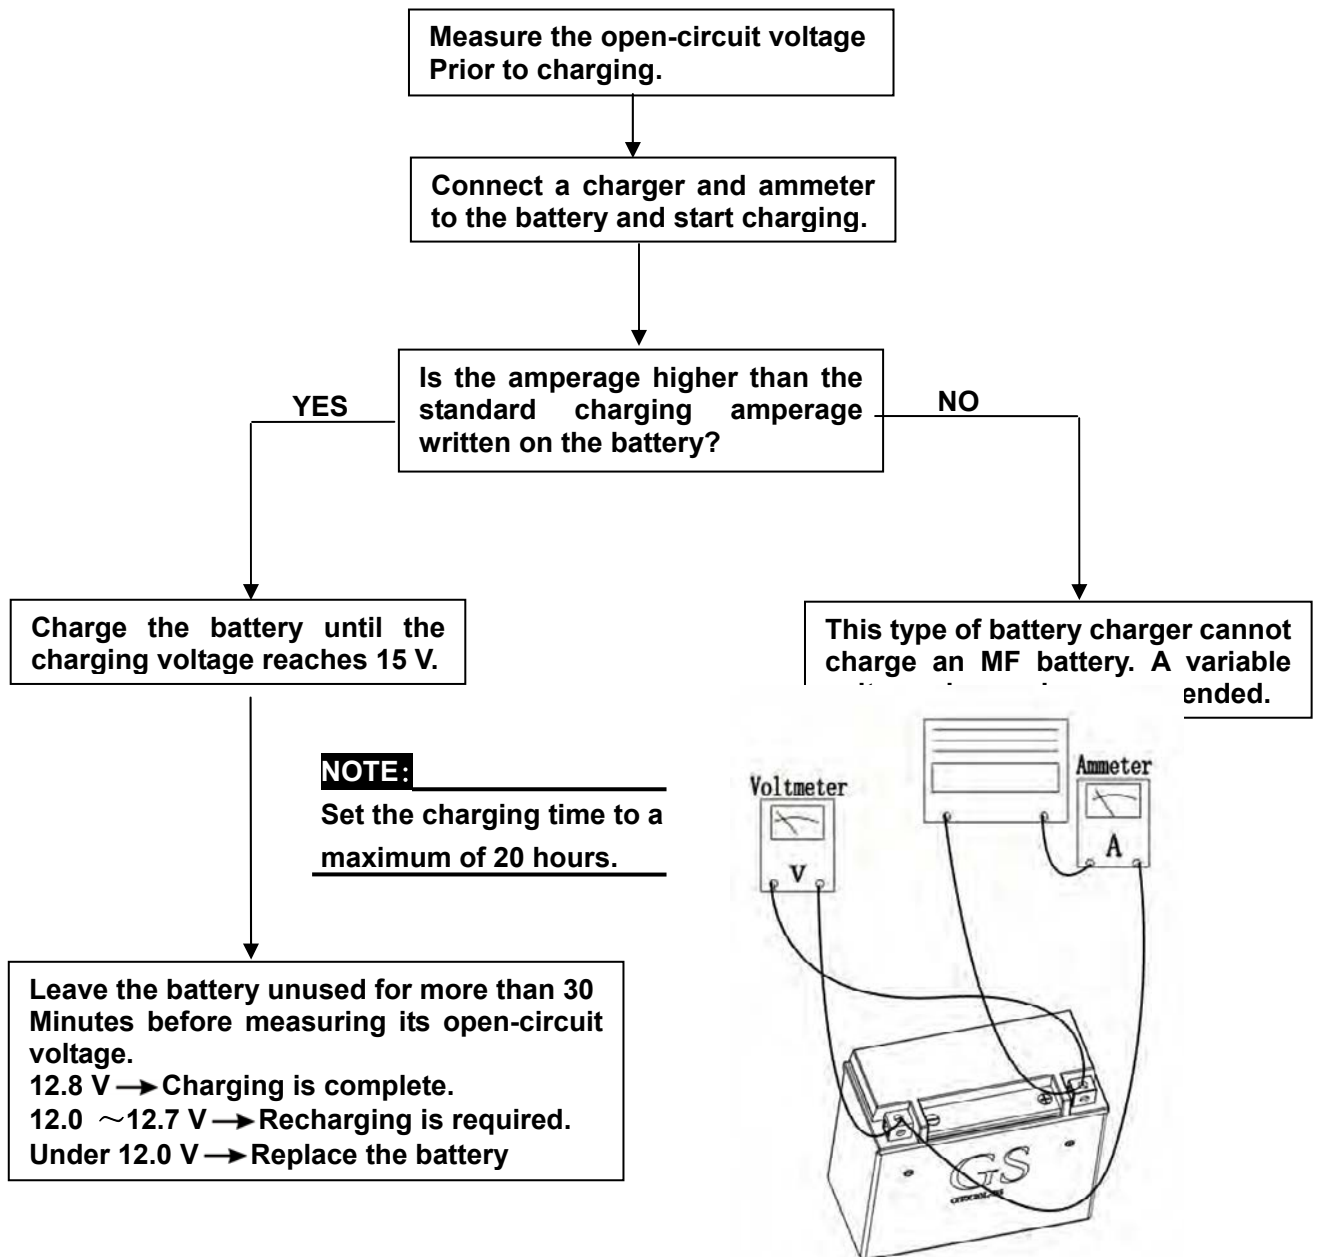 Measure the open-circuit voltage
Prior to charging.
Connect a charger and ammeter
to the battery and start charging.
Is the amperage higher than the
standard charging amperage
written on the battery?
YES
NO
Charge the battery until the
charging voltage reaches 15 V.
This type of battery charger cannot
charge an MF battery. A variable
ended.
NOTE:
Set the charging time to a
maximum of 20 hours.
Voltmeter
V
Ammeter
A
Leave the battery unused for more than 30
Minutes before measuring its open-circuit
voltage.
12.8 V → Charging is complete.
12.0 ～12.7 V → Recharging is required.
Under 12.0 V → Replace the battery
GS